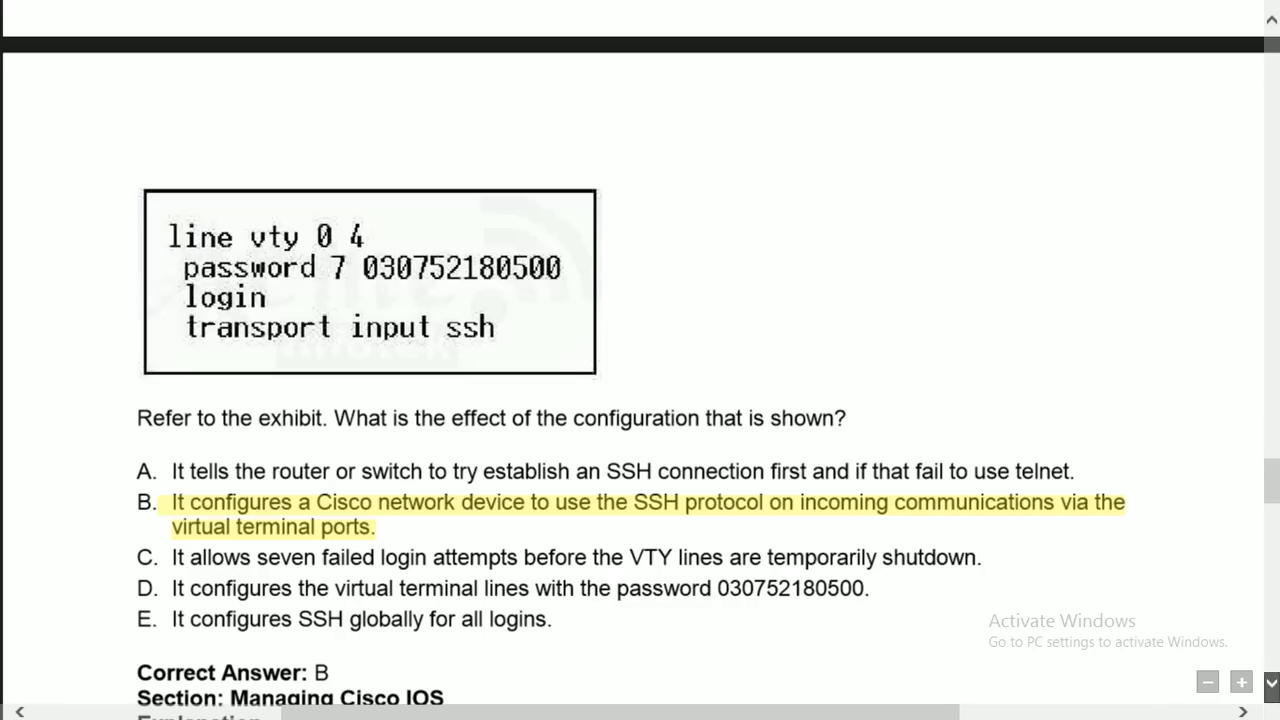 line vty 0 4
password 7 030752180500
login
transport input ssh
Refer to the exhibit. What is the effect of the configuration that is shown?
A. It tells the router or switch to try establish an SSH connection first and if that fail to use telnet.
B. It configures a Cisco network device to use the SSH protocol on incoming communications via the
virtual terminal ports.
C. It allows seven failed login attempts before the VTY lines are temporarily shutdown.
D. It configures the virtual terminal lines with the password 030752180500.
E. It configures SSH globally for all logins.
Activate Windows
Go to PC settings to activate Windows.
Correct Answer: B
Section: Managing Cisco IOS
Explanation